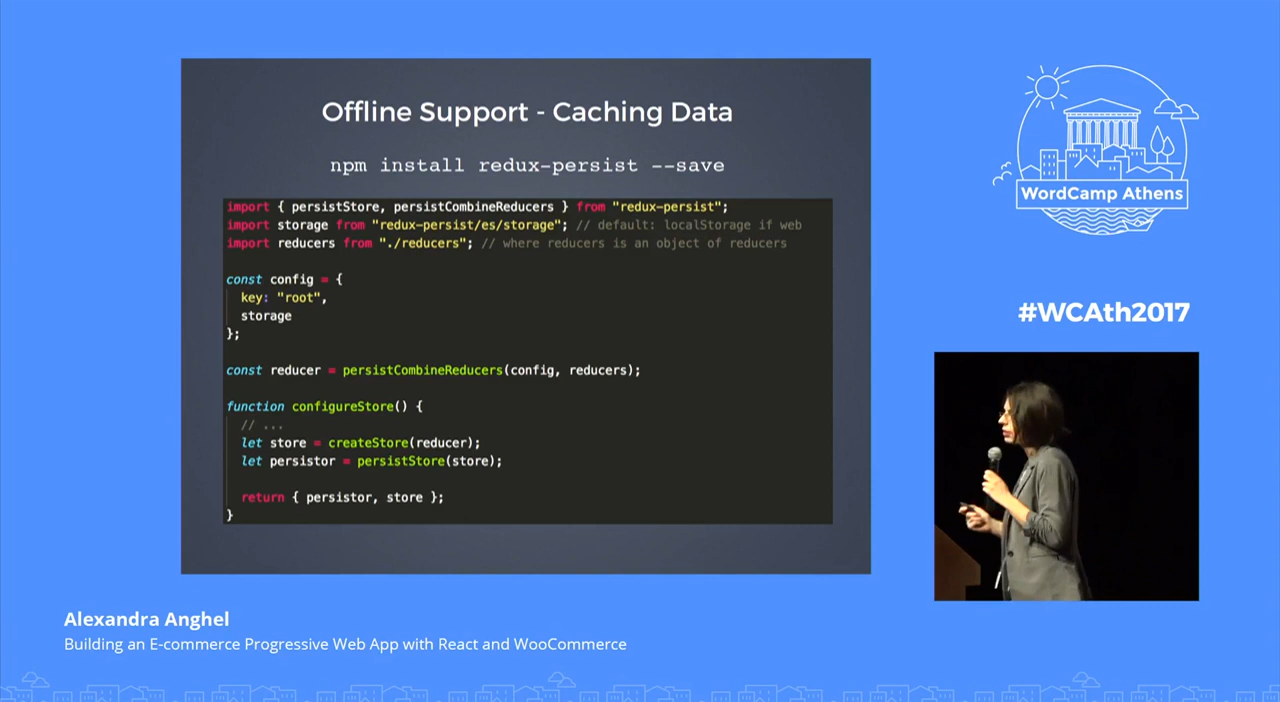 Offline Support - Caching Data
npm install redux-persist --save
import { persistStore, persistCombineReducers } from "redux-persist";
import storage from "redux-persist/es/storage"; // default: localStorage if web
import reducers from "./reducers"; // where reducers is an object of reducers
const config = {
key: "root",
storage
};
const reducer = persistCombineReducers(config, reducers);
function configureStore() {
// ...
let store = createStore(reducer);
let persistor = persistStore(store);
return { persistor, store };
}
WordCamp Athens
#WCAth2017
Alexandra Anghel
Building an E-commerce Progressive Web App with React and WooCommerce